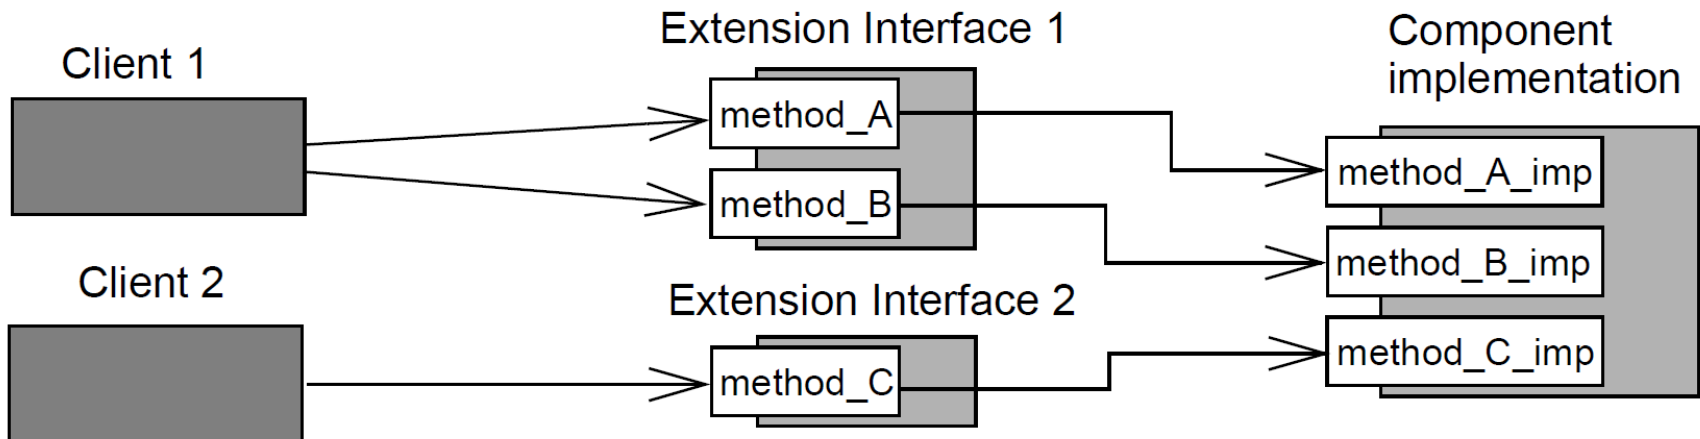 Client 1
Extension Interface 1
Component
implementation
method_A
method_B
method_A_imp
method_B_imp
method_C_imp
Client 2
Extension Interface 2
method_C